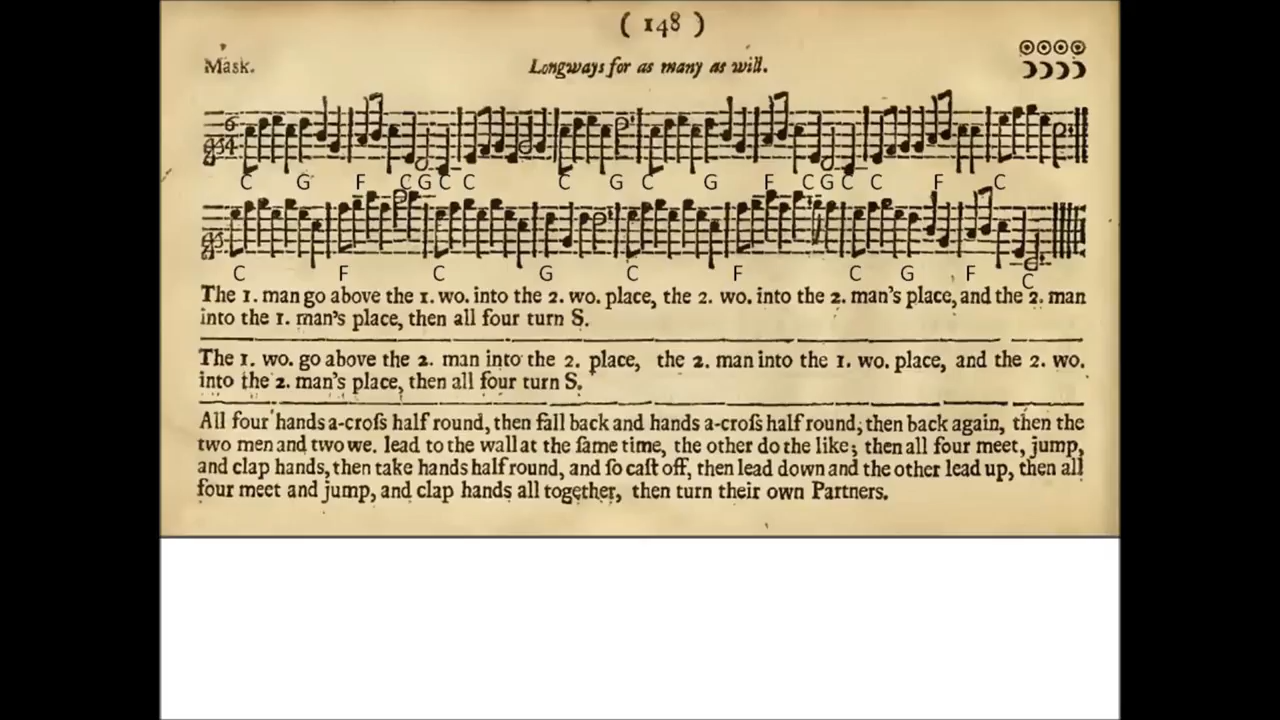 ( 148 )
Mask. Longways for as many as will.
6
4
C G F C G C C C G C G F C G C C F C
C F C G C F C G F C
The 1. man go above the 1. wo. into the 2. wo. place, the 2. wo. into the 2. man's place, and the 2. man
into the 1. man's place, then all four turn S.
The 1. wo. go above the 2. man into the 2. place, the 2. man into the 1. wo. place, and the 2. wo.
into the 2. man's place, then all four turn S.
All four hands a-croſs half round, then fall back and hands a-croſs half round, then back again, then the
two men and two we. lead to the wall at the ſame time, the other do the like; then all four meet, jump,
and clap hands, then take hands half round, and ſo caſt off, then lead down and the other lead up, then all
four meet and jump, and clap hands all together, then turn their own Partners.